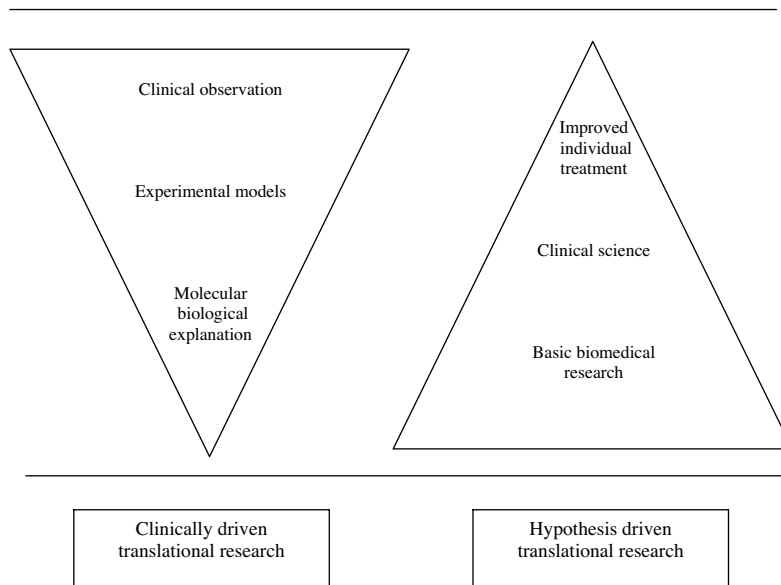 Clinical observation
Experimental models
Molecular
biological
explanation
Improved
individual
treatment
Clinical science
Basic biomedical
research
Clinically driven
translational research
Hypothesis driven
translational research